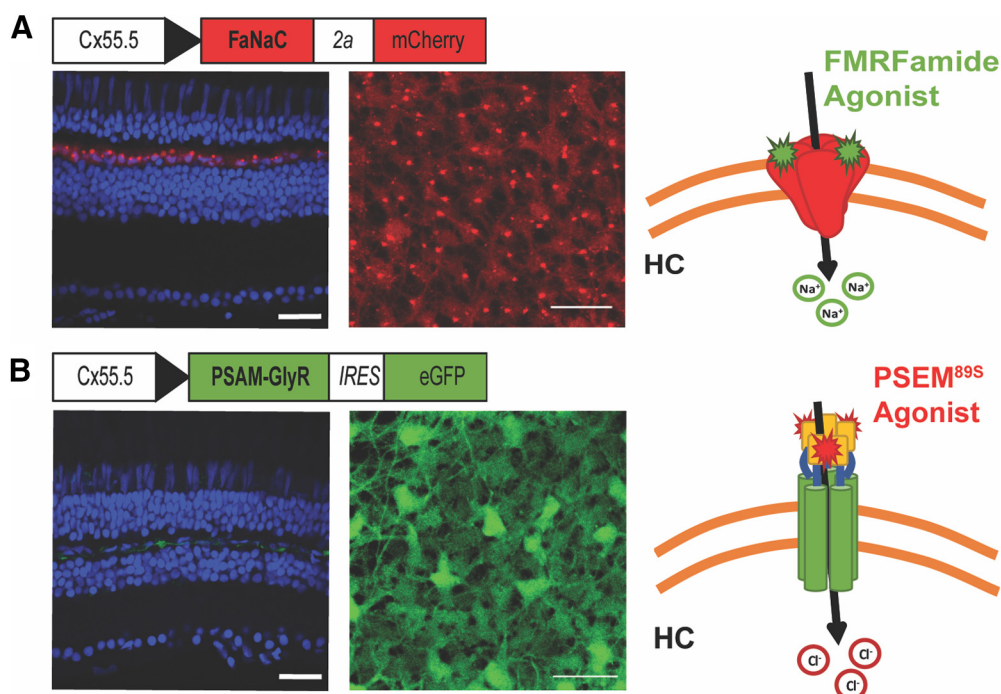 A
Cx55.5 FaNaC 2a mCherry
FMRFamide
Agonist
HC
Na⁺ Na⁺
Na⁺
B
Cx55.5 PSAM-GlyR IRES eGFP
PSEM⁸⁹ˢ
Agonist
HC
Cl⁻ Cl⁻
Cl⁻